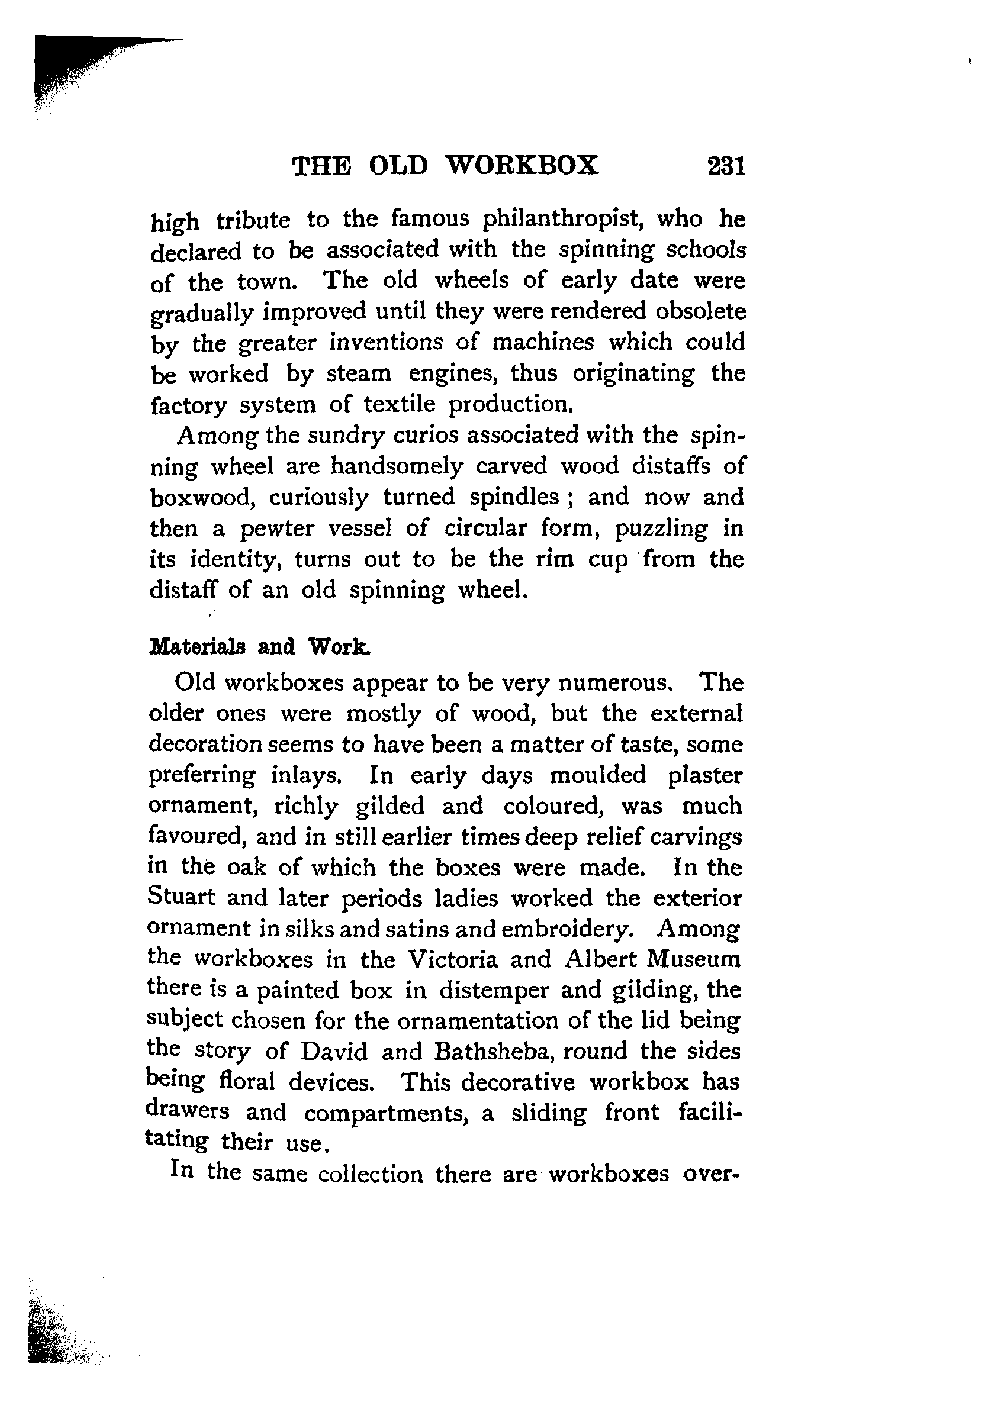 THE OLD WORKBOX 231
high tribute to the famous philanthropist, who he
declared to be associated with the spinning schools
of the town. The old wheels of early date were
gradually improved until they were rendered obsolete
by the greater inventions of machines which could
be worked by steam engines, thus originating the
factory system of textile production.
Among the sundry curios associated with the spin-
ning wheel are handsomely carved wood distaffs of
boxwood, curiously turned spindles ; and now and
then a pewter vessel of circular form, puzzling in
its identity, turns out to be the rim cup from the
distaff of an old spinning wheel.
Materials and Work.
Old workboxes appear to be very numerous. The
older ones were mostly of wood, but the external
decoration seems to have been a matter of taste, some
preferring inlays. In early days moulded plaster
ornament, richly gilded and coloured, was much
favoured, and in still earlier times deep relief carvings
in the oak of which the boxes were made. In the
Stuart and later periods ladies worked the exterior
ornament in silks and satins and embroidery. Among
the workboxes in the Victoria and Albert Museum
there is a painted box in distemper and gilding, the
subject chosen for the ornamentation of the lid being
the story of David and Bathsheba, round the sides
being floral devices. This decorative workbox has
drawers and compartments, a sliding front facili-
tating their use.
In the same collection there are workboxes over-